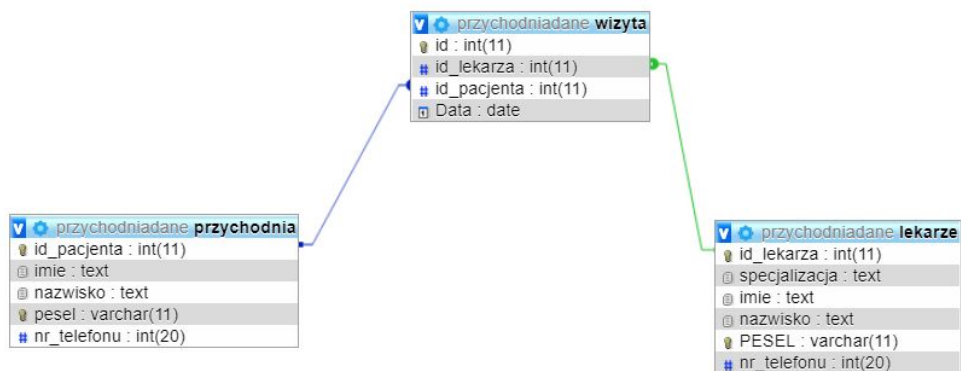 przychodniadane wizyta
id : int(11)
id_lekarza : int(11)
id_pacjenta : int(11)
Data : date
przychodniadane przychodnia
id_pacjenta : int(11)
imie : text
nazwisko : text
pesel : varchar(11)
nr_telefonu : int(20)
przychodniadane lekarze
id_lekarza : int(11)
specjalizacja : text
imie : text
nazwisko : text
PESEL : varchar(11)
nr_telefonu : int(20)